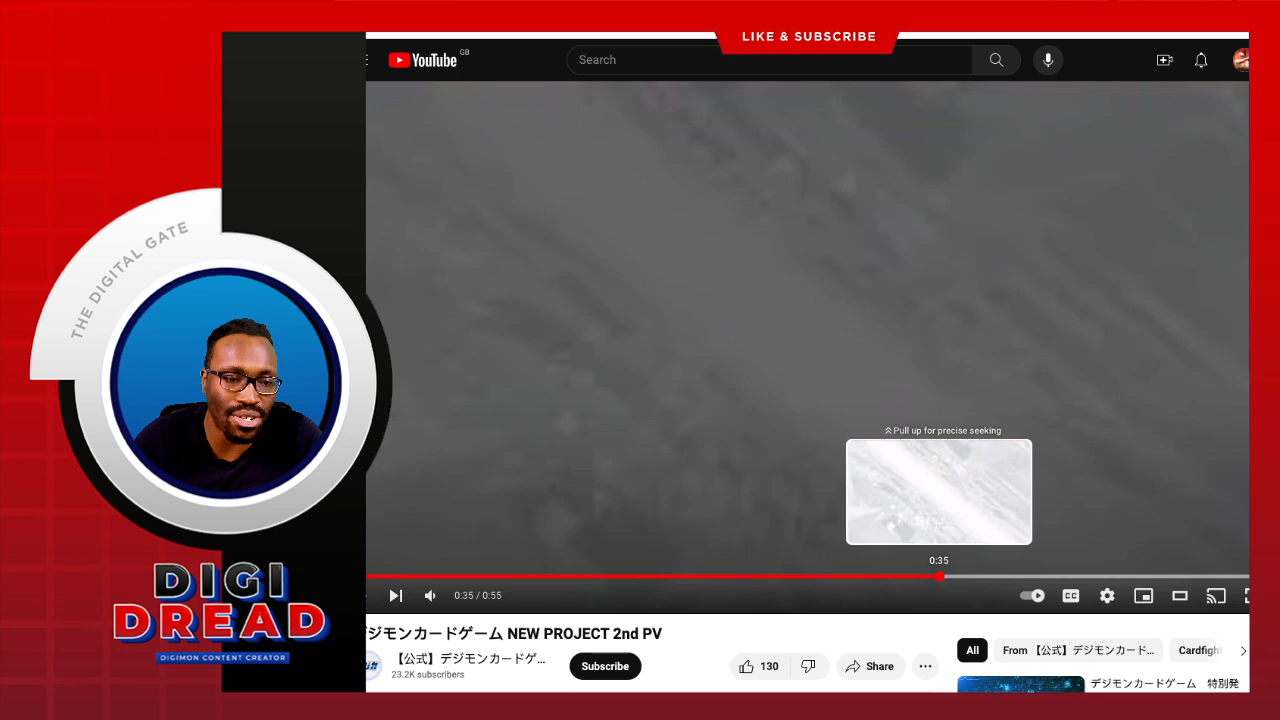 LIKE & SUBSCRIBE
YouTube GB
Search
THE DIGITAL GATE
Pull up for precise seeking
0:35
0:35 / 0:55
CC
DIGI
DREAD
DIGIMON CONTENT CREATOR
デジモンカードゲーム NEW PROJECT 2nd PV
【公式】デジモンカードゲ...
23.2K subscribers
Subscribe
130
Share
All
From 【公式】デジモンカード...
Cardfigh
デジモンカードゲーム 特別発